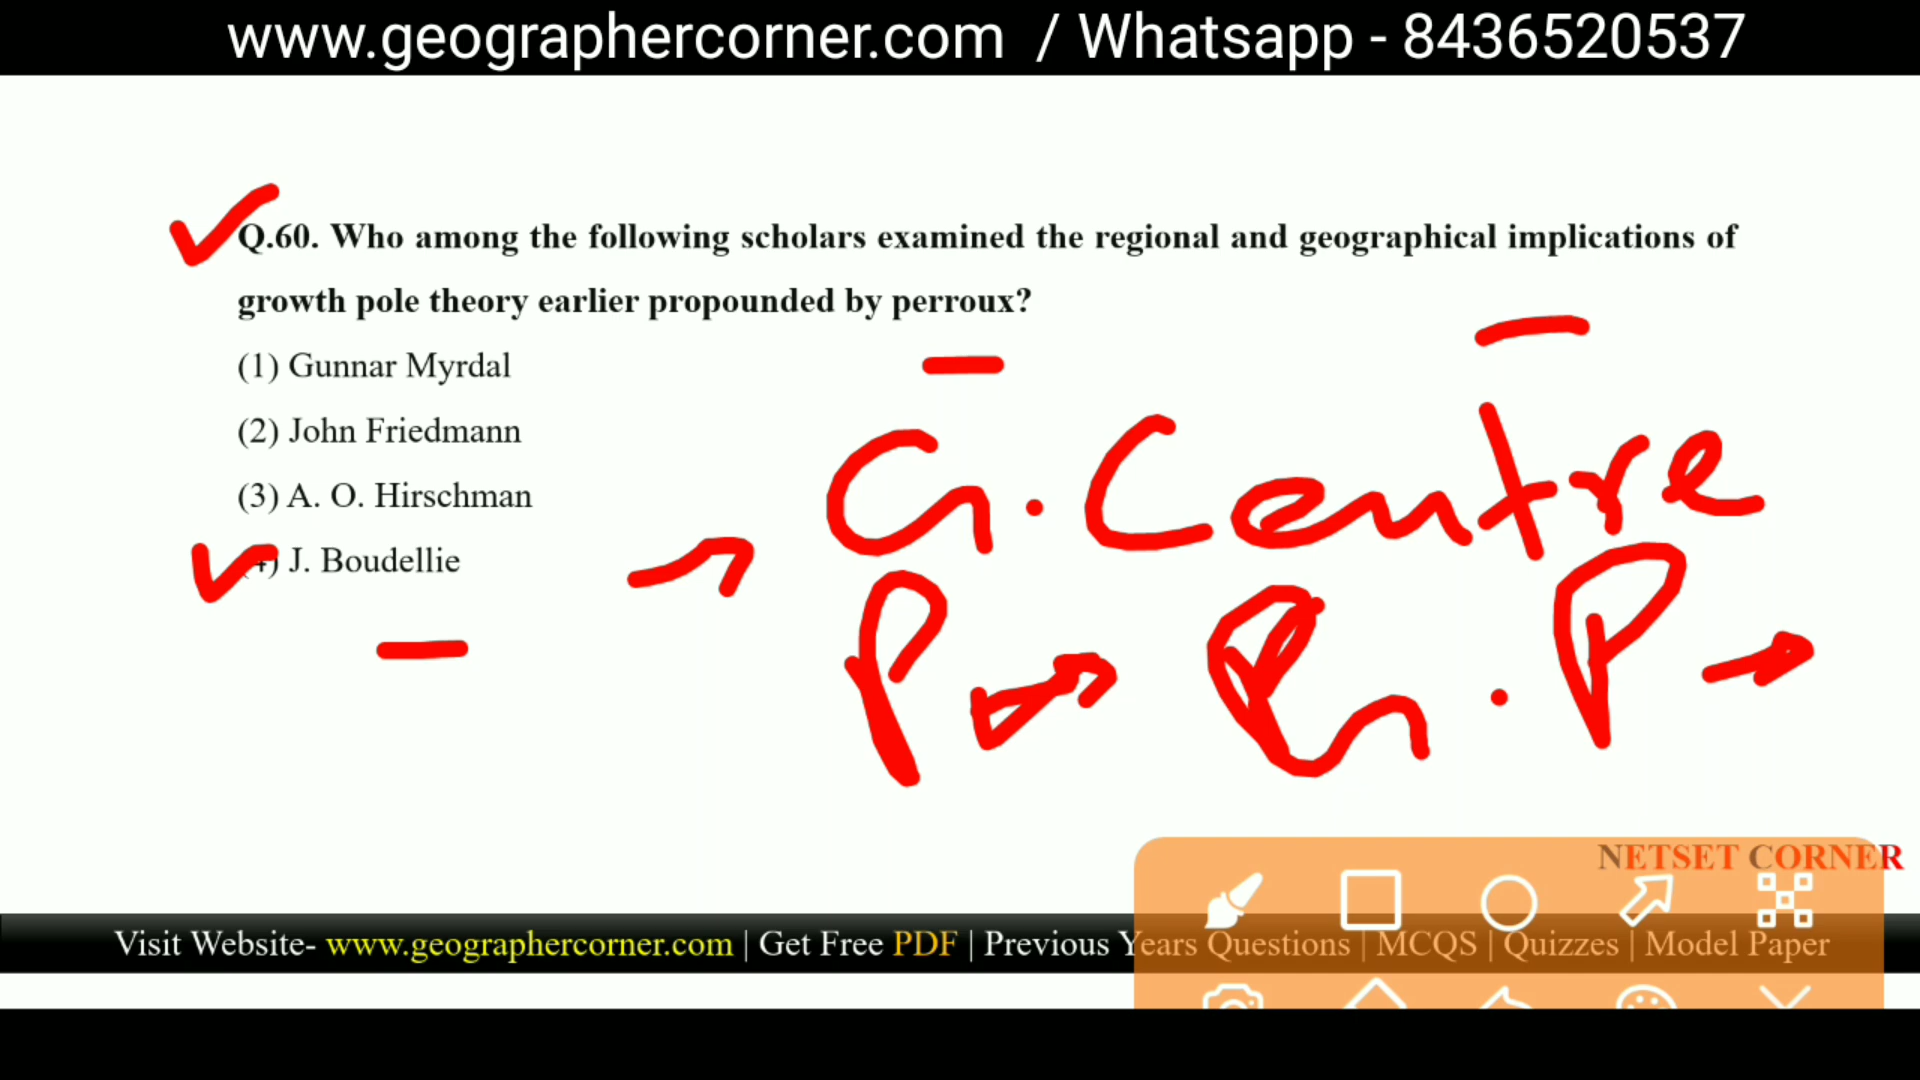 www.geographercorner.com / Whatsapp - 8436520537
Q.60. Who among the following scholars examined the regional and geographical implications of
growth pole theory earlier propounded by perroux?
(1) Gunnar Myrdal
(2) John Friedmann
(3) A. O. Hirschman
(4) J. Boudellie
G. Centre
P
P
NETSET CORNER
Visit Website- www.geographercorner.com | Get Free PDF | Previous Years Questions | MCQS | Quizzes | Model Paper